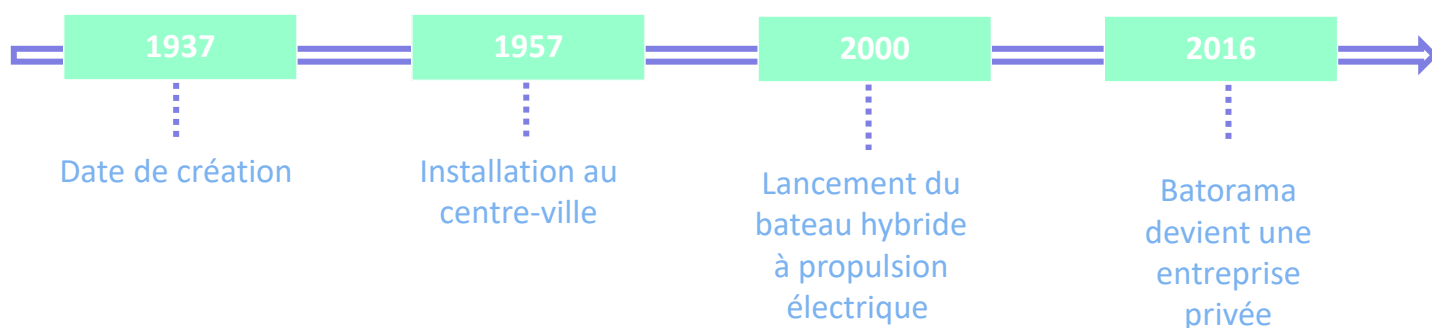 1937
1957
2000
2016
Date de création
Installation au
centre-ville
Lancement du
bateau hybride
à propulsion
électrique
Batorama
devient une
entreprise
privée